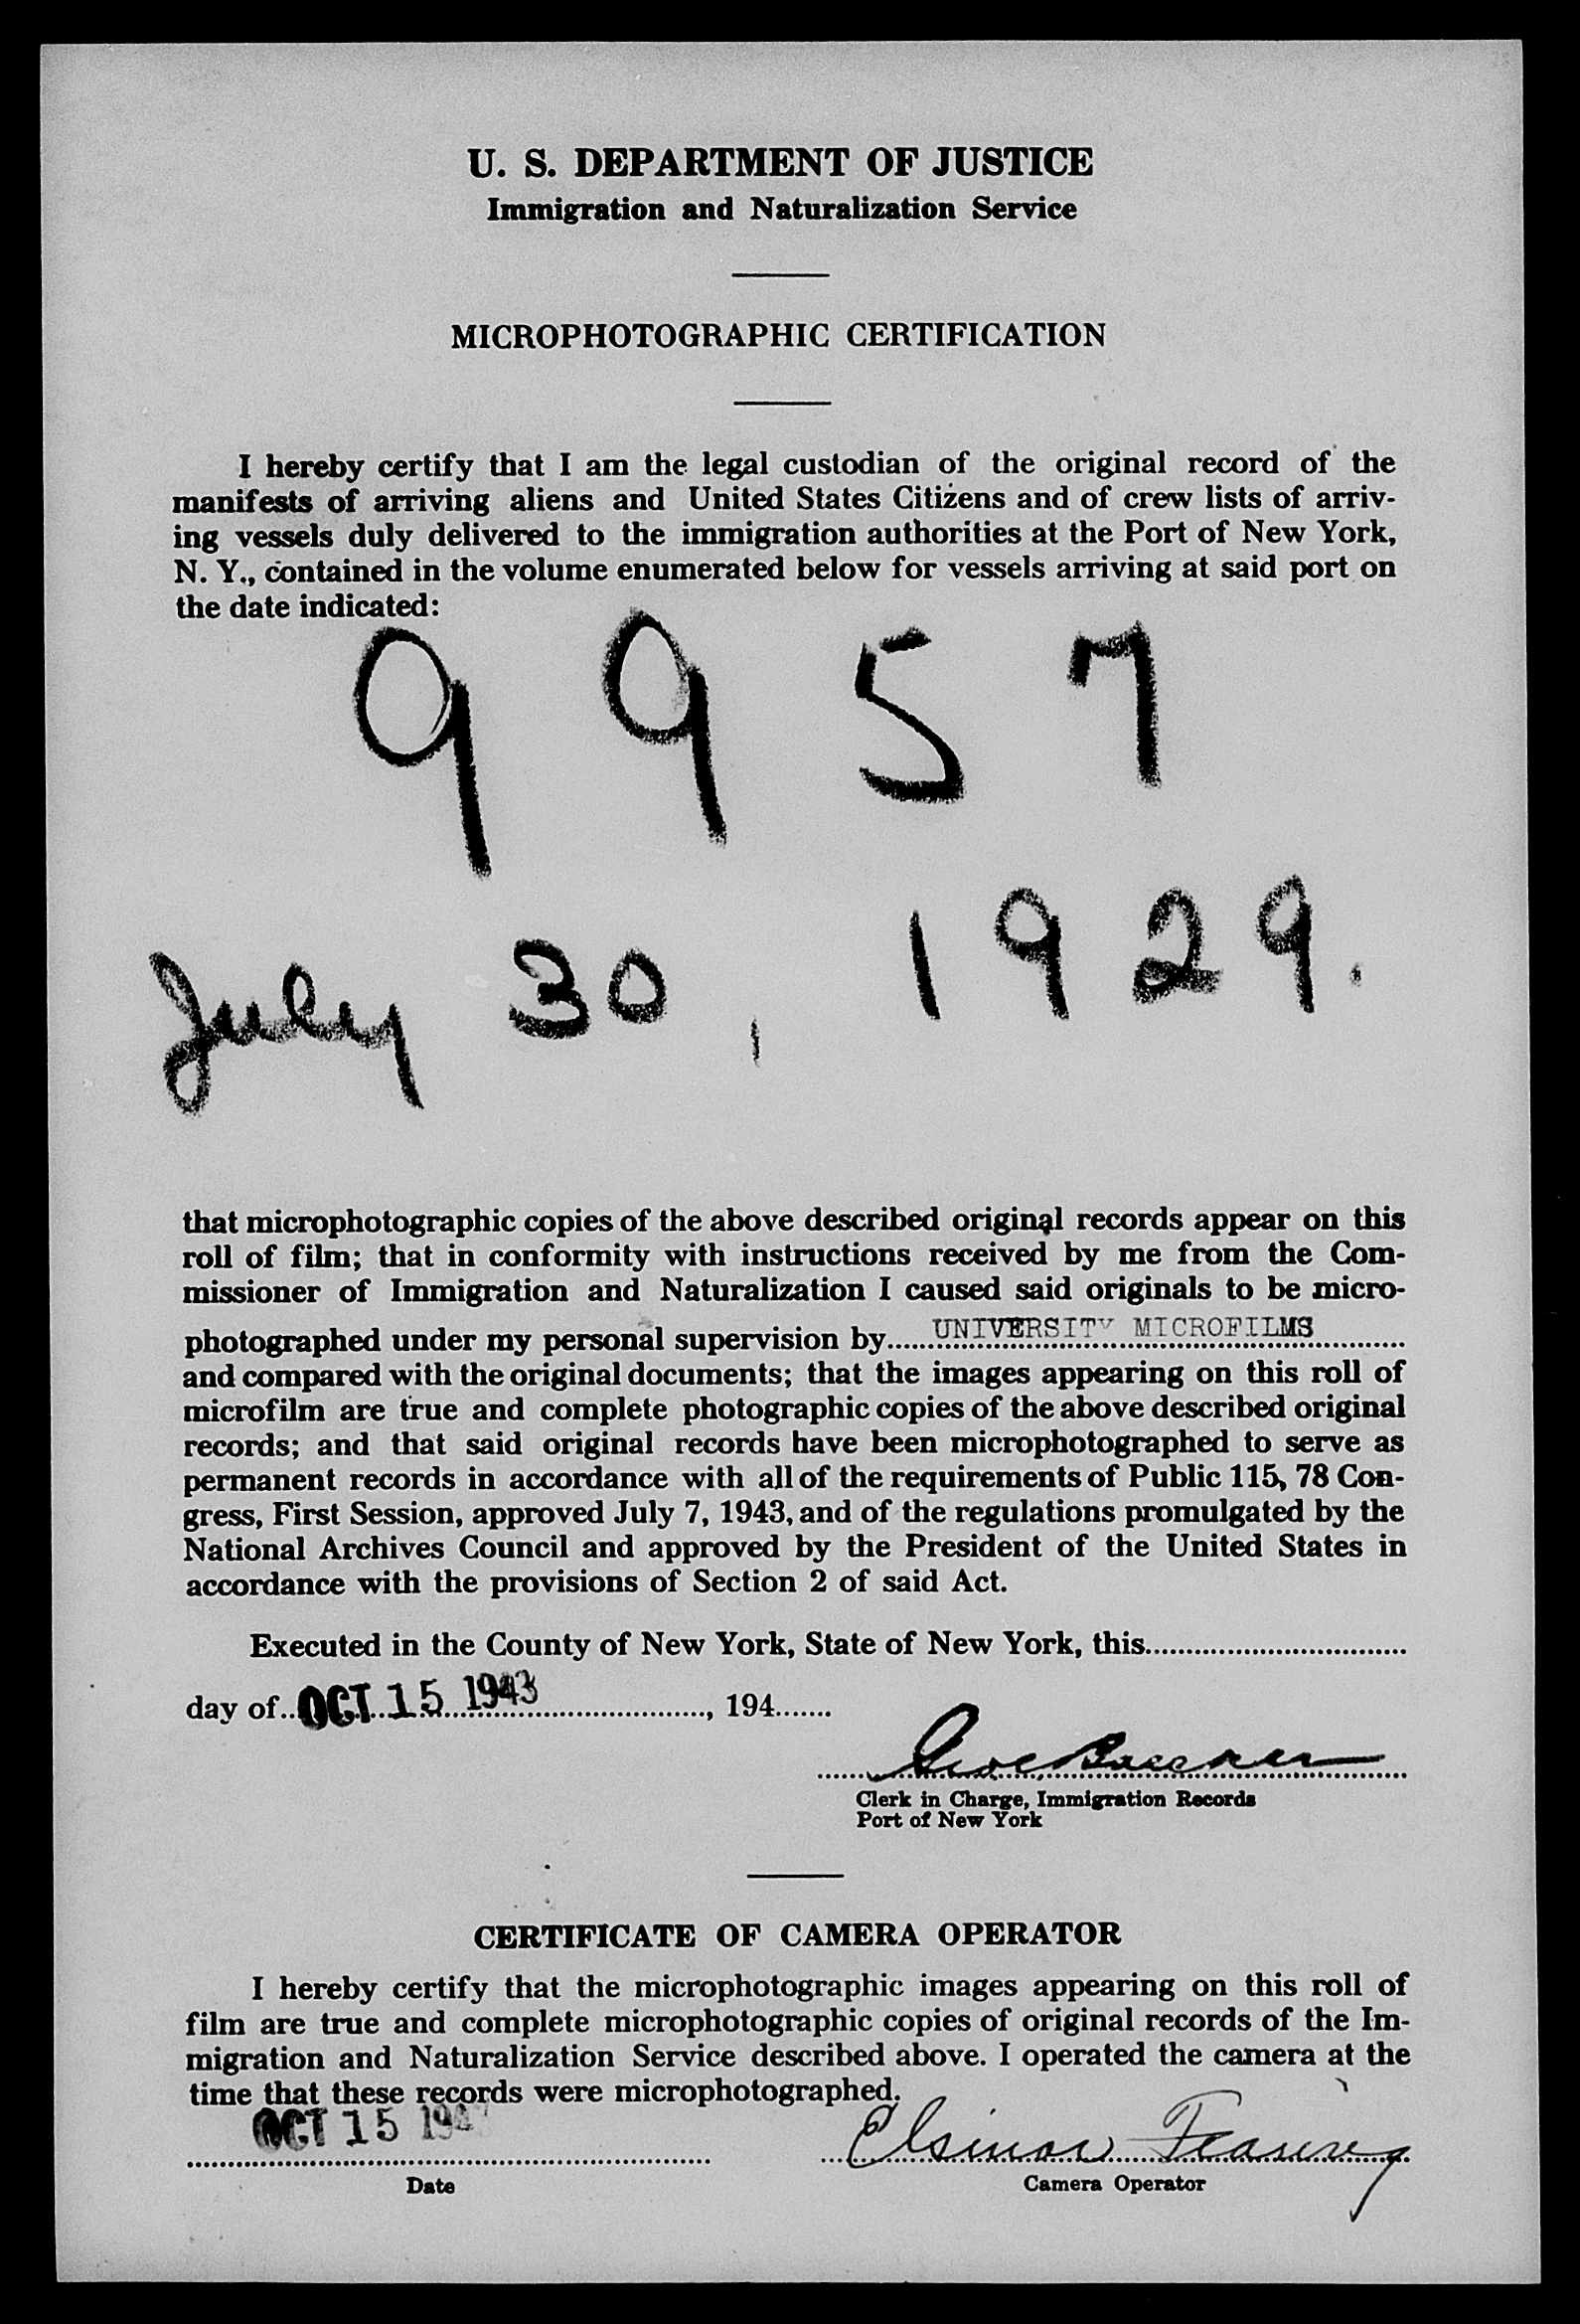 U. S. DEPARTMENT OF JUSTICE
Immigration and Naturalization Service
MICROPHOTOGRAPHIC CERTIFICATION
I hereby certify that I am the legal custodian of the original record of the
manifests of arriving aliens and United States Citizens and of crew lists of arriv-
ing vessels duly delivered to the immigration authorities at the Port of New York,
N. Y., contained in the volume enumerated below for vessels arriving at said port on
the date indicated:
9957
July 30, 1929.
that microphotographic copies of the above described original records appear on this
roll of film; that in conformity with instructions received by me from the Com-
missioner of Immigration and Naturalization I caused said originals to be micro-
photographed under my personal supervision by UNIVERSITY MICROFILMS
and compared with the original documents; that the images appearing on this roll of
microfilm are true and complete photographic copies of the above described original
records; and that said original records have been microphotographed to serve as
permanent records in accordance with all of the requirements of Public 115, 78 Con-
gress, First Session, approved July 7, 1943, and of the regulations promulgated by the
National Archives Council and approved by the President of the United States in
accordance with the provisions of Section 2 of said Act.
Executed in the County of New York, State of New York, this
day of OCT 15 1943, 194
Clerk in Charge, Immigration Records
Port of New York
CERTIFICATE OF CAMERA OPERATOR
I hereby certify that the microphotographic images appearing on this roll of
film are true and complete microphotographic copies of original records of the Im-
migration and Naturalization Service described above. I operated the camera at the
time that these records were microphotographed.
OCT 15
Date
Camera Operator